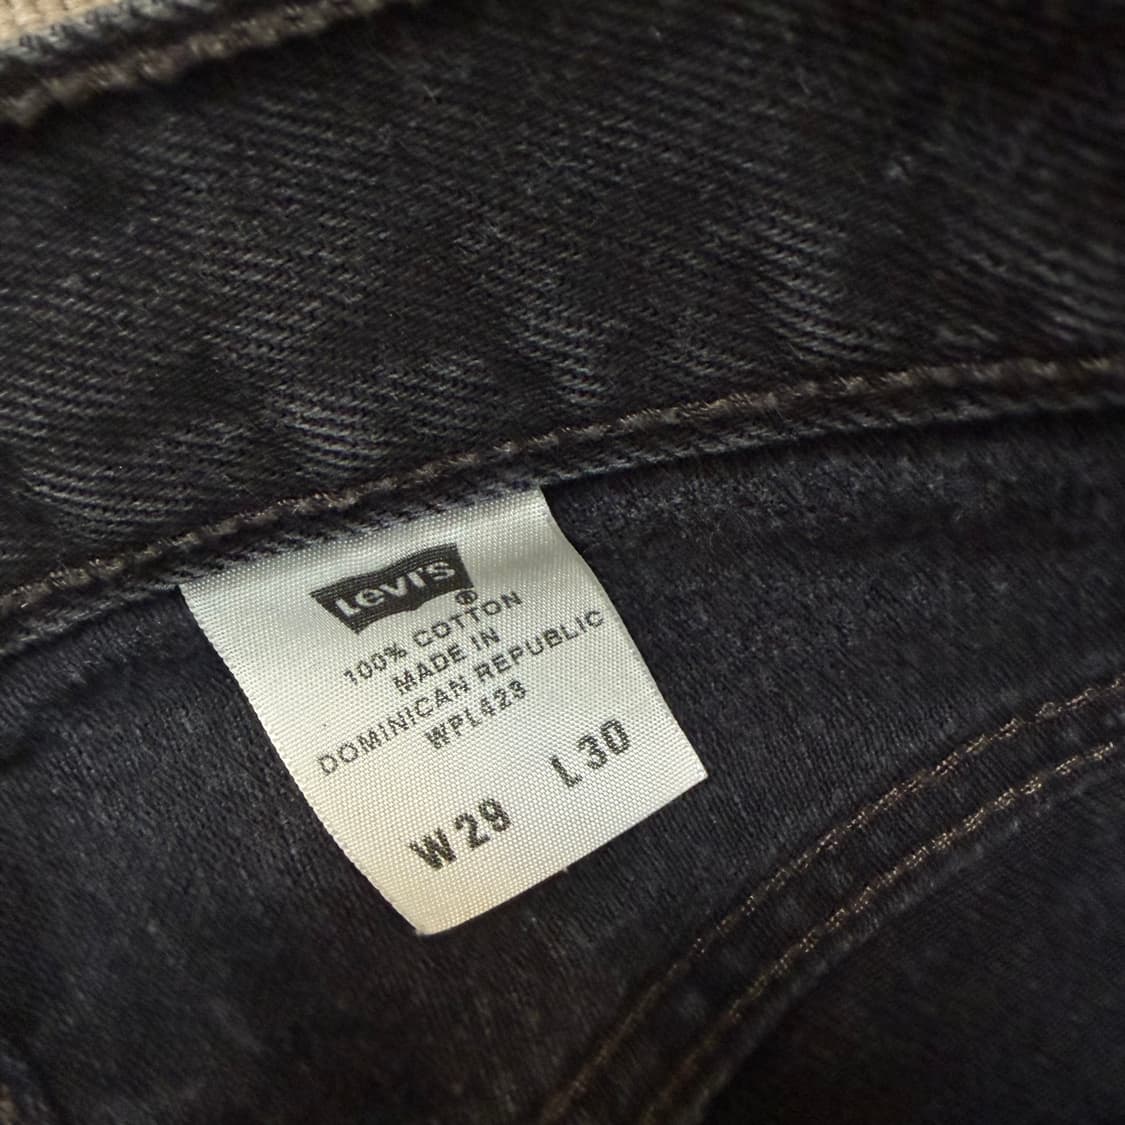 Levi's®
100% COTTON
MADE IN
DOMINICAN REPUBLIC
WPL423
W29 L30